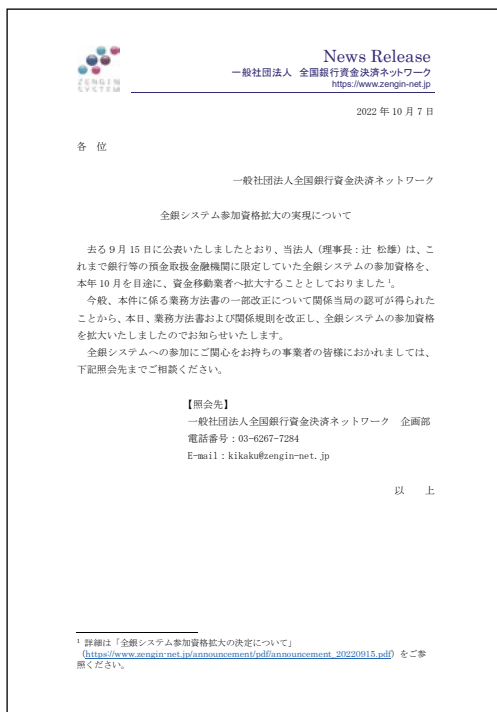 ZENGIN
SYSTEM
News Release
一般社団法人 全国銀行資金決済ネットワーク
https://www.zengin-net.jp
2022 年 10 月 7 日
各 位
一般社団法人全国銀行資金決済ネットワーク
全銀システム参加資格拡大の実現について
去る９月 15 日に公表いたしましたとおり、当法人（理事長：辻 松雄）は、こ
れまで銀行等の預金取扱金融機関に限定していた全銀システムの参加資格を、
本年 10 月を目途に、資金移動業者へ拡大することとしておりました 1。
今般、本件に係る業務方法書の一部改正について関係当局の認可が得られた
ことから、本日、業務方法書および関係規則を改正し、全銀システムの参加資格
を拡大いたしましたのでお知らせいたします。
全銀システムへの参加にご関心をお持ちの事業者の皆様におかれましては、
下記照会先までご相談ください。
【照会先】
一般社団法人全国銀行資金決済ネットワーク 企画部
電話番号：03-6267-7284
E-mail：kikaku@zengin-net.jp
以 上
1 詳細は「全銀システム参加資格拡大の決定について」
（https://www.zengin-net.jp/announcement/pdf/announcement_20220915.pdf）をご参
照ください。